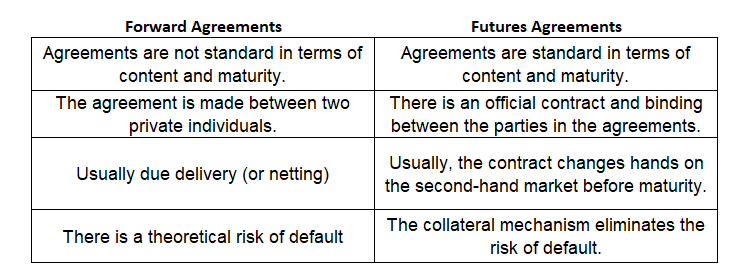 Forward Agreements
Futures Agreements
Agreements are not standard in terms of
content and maturity.
Agreements are standard in terms of
content and maturity.
The agreement is made between two
private individuals.
There is an official contract and binding
between the parties in the agreements.
Usually due delivery (or netting)
Usually, the contract changes hands on
the second-hand market before maturity.
There is a theoretical risk of default
The collateral mechanism eliminates the
risk of default.